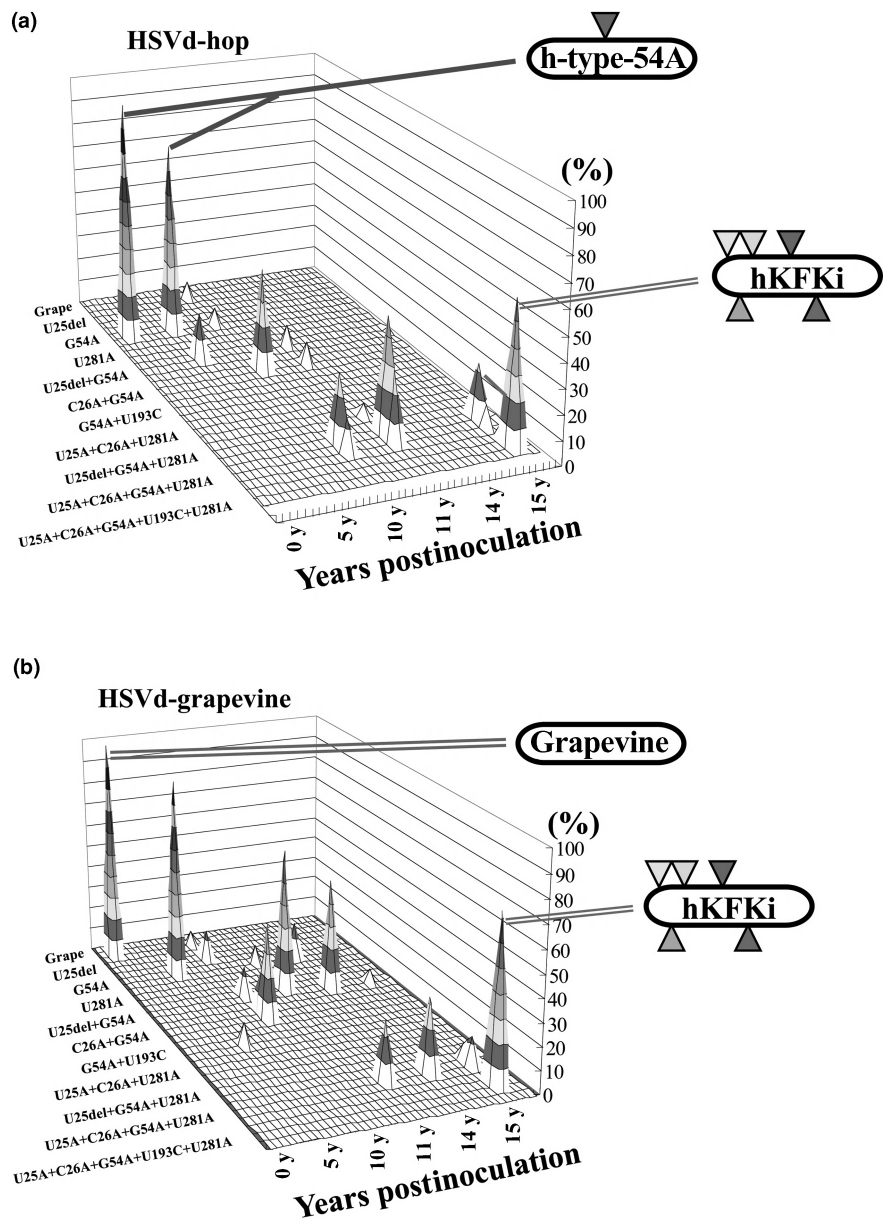 (a)
HSVd-hop
h-type-54A
(%)
100
90
80
70
60
50
40
30
20
10
0
hKFKi
Grape
U25del
G54A
U281A
U25del+G54A
C26A+G54A
G54A+U193C
U25A+C26A+U281A
U25del+G54A+U281A
U25A+C26A+G54A+U281A
U25A+C26A+G54A+U193C+U281A
0 y
5 y
10 y
11 y
14 y
15 y
Years postinoculation
(b)
HSVd-grapevine
Grapevine
(%)
100
90
80
70
60
50
40
30
20
10
0
hKFKi
Grape
U25del
G54A
U281A
U25del+G54A
C26A+G54A
G54A+U193C
U25A+C26A+U281A
U25del+G54A+U281A
U25A+C26A+G54A+U281A
U25A+C26A+G54A+U193C+U281A
0 y
5 y
10 y
11 y
14 y
15 y
Years postinoculation